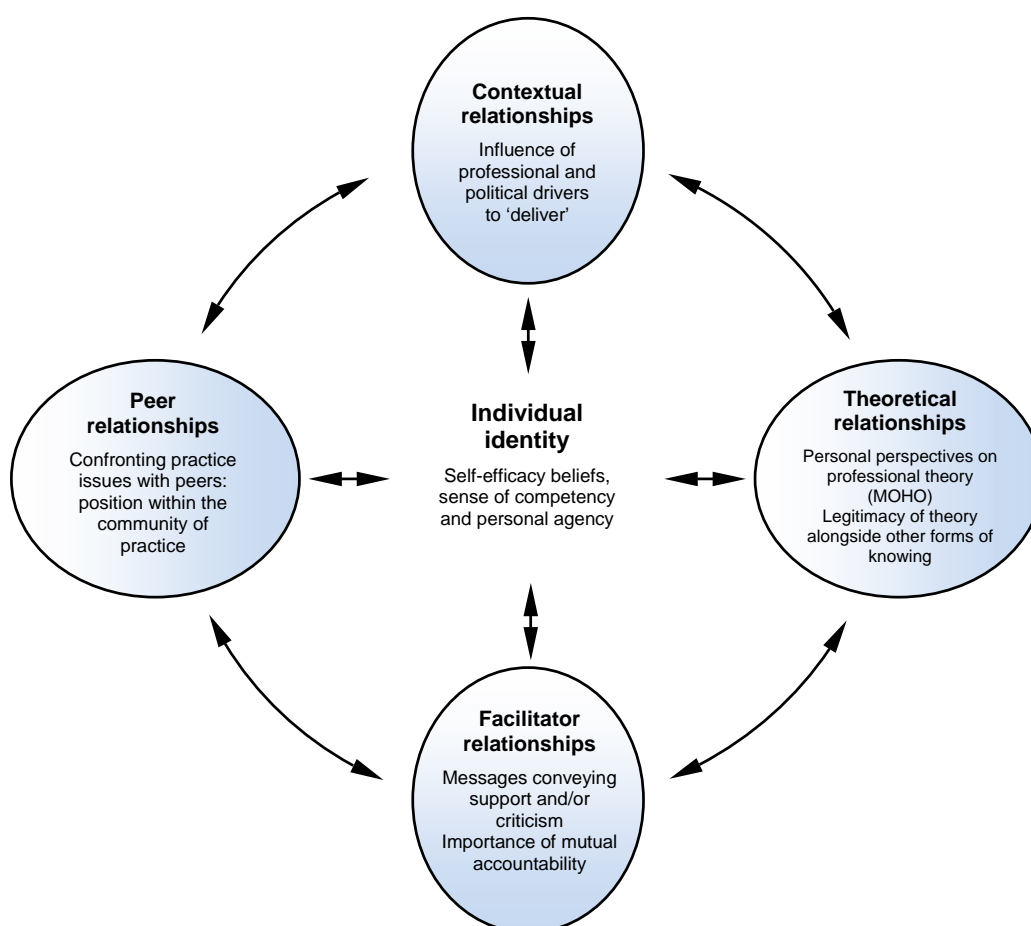 Contextual
relationships
Influence of
professional and
political drivers
to ‘deliver’
Peer
relationships
Confronting practice
issues with peers:
position within the
community of
practice
Individual
identity
Self-efficacy beliefs,
sense of competency
and personal agency
Theoretical
relationships
Personal perspectives on
professional theory
(MOHO)
Legitimacy of theory
alongside other forms of
knowing
Facilitator
relationships
Messages conveying
support and/or
criticism
Importance of mutual
accountability